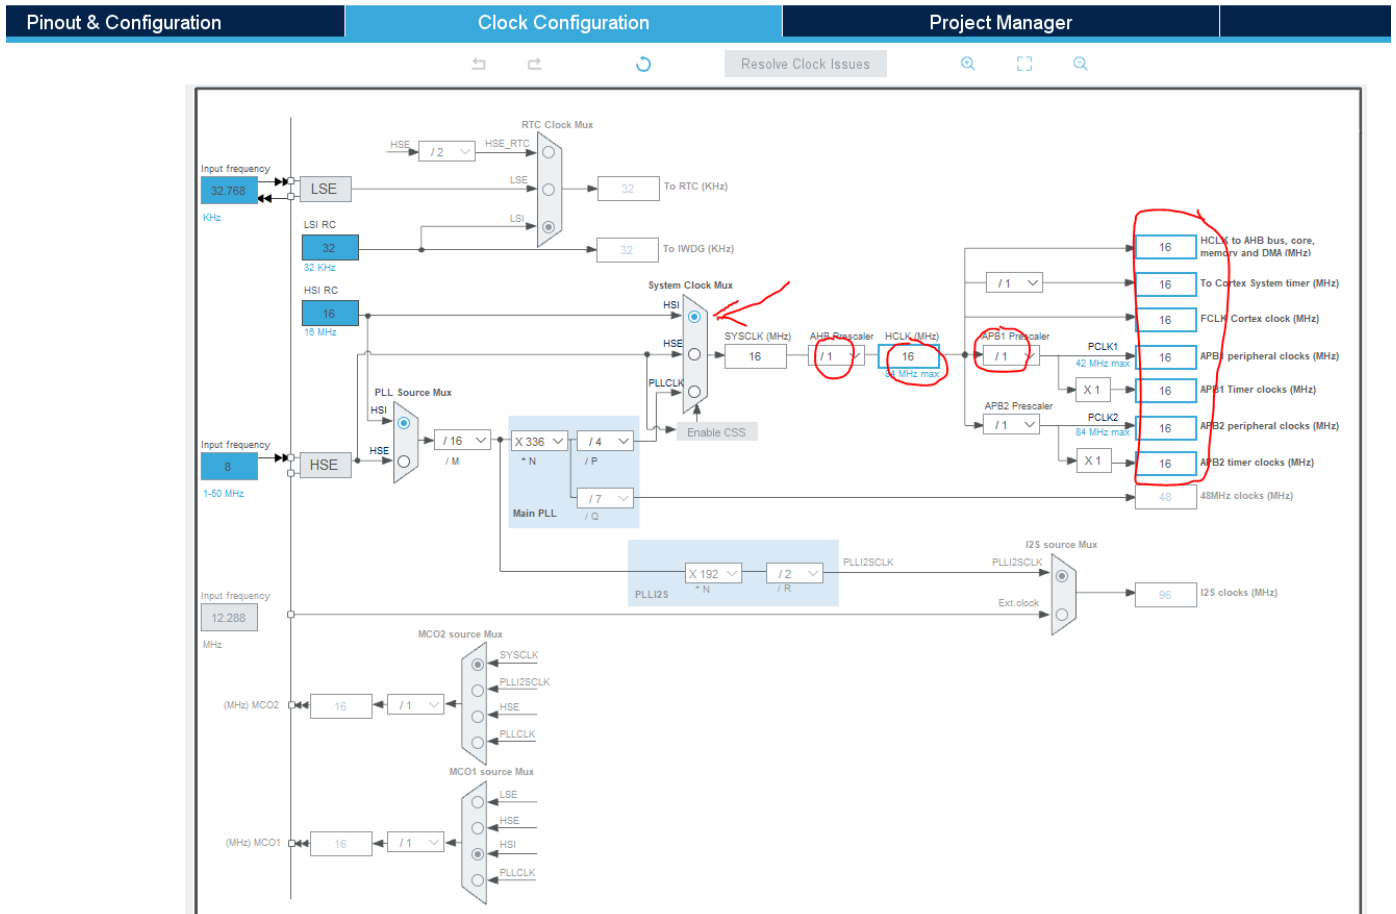 Pinout & Configuration
Clock Configuration
Project Manager
Resolve Clock Issues
RTC Clock Mux
HSE
/ 2
HSE_RTC
Input frequency
32.768
KHz
LSE
LSE
32
To RTC (KHz)
LSI RC
32
32 KHz
LSI
32
To IWDG (KHz)
HSI RC
16
16 MHz
System Clock Mux
HSI
HSE
PLLCLK
SYSCLK (MHz)
16
AHB Prescaler
/ 1
HCLK (MHz)
16
84 MHz max
16
HCLK to AHB bus, core,
memory and DMA (MHz)
/ 1
16
To Cortex System timer (MHz)
16
FCLK Cortex clock (MHz)
APB1 Prescaler
/ 1
PCLK1
42 MHz max
16
APB1 peripheral clocks (MHz)
X 1
16
APB1 Timer clocks (MHz)
APB2 Prescaler
/ 1
PCLK2
84 MHz max
16
APB2 peripheral clocks (MHz)
X 1
16
APB2 timer clocks (MHz)
48
48MHz clocks (MHz)
Enable CSS
PLL Source Mux
HSI
HSE
Input frequency
8
1-50 MHz
HSE
/ 16
/ M
X 336
* N
/ 4
/ P
/ 7
/ Q
Main PLL
X 192
* N
/ 2
/ R
PLLI2S
PLLI2SCLK
I2S source Mux
PLLI2SCLK
Ext.clock
96
I2S clocks (MHz)
Input frequency
12.288
MHz
MCO2 source Mux
SYSCLK
PLLI2SCLK
HSE
PLLCLK
(MHz) MCO2
16
/ 1
MCO1 source Mux
LSE
HSE
HSI
PLLCLK
(MHz) MCO1
16
/ 1